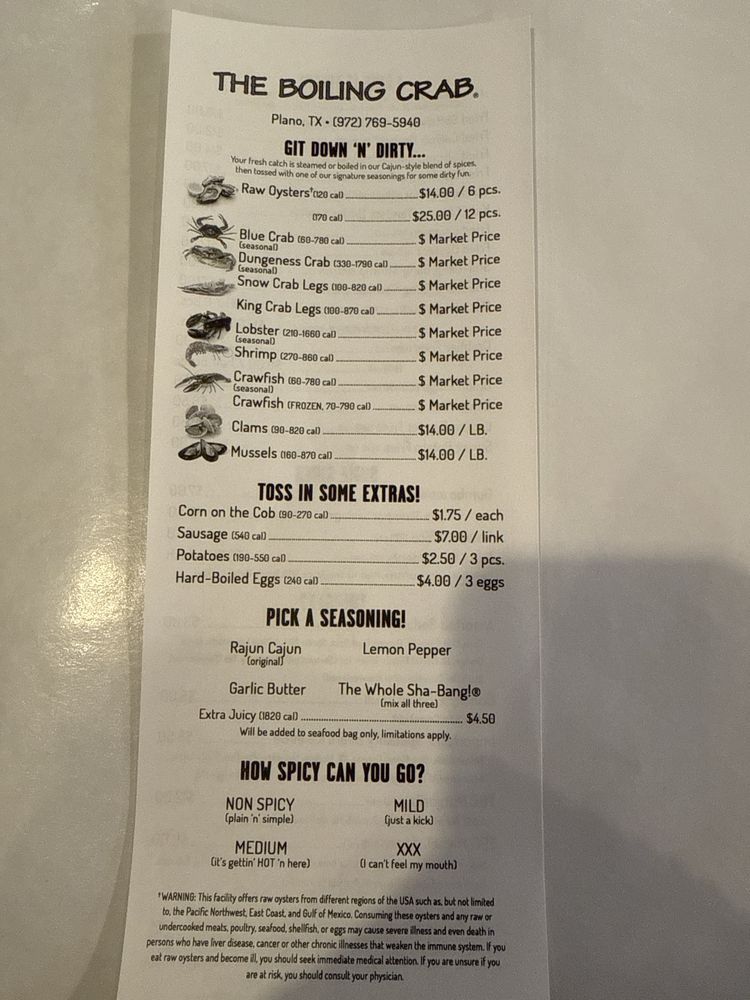 THE BOILING CRAB®
Plano, TX • (972) 769-5940
GIT DOWN 'N' DIRTY...
Your fresh catch is steamed or boiled in our Cajun-style blend of spices,
then tossed with one of our signature seasonings for some dirty fun.
Raw Oysters† (120 cal) $14.00 / 6 pcs.
(170 cal) $25.00 / 12 pcs.
Blue Crab (60-780 cal) $ Market Price
(seasonal)
Dungeness Crab (330-1790 cal) $ Market Price
(seasonal)
Snow Crab Legs (100-820 cal) $ Market Price
King Crab Legs (100-870 cal) $ Market Price
Lobster (210-1660 cal) $ Market Price
(seasonal)
Shrimp (270-860 cal) $ Market Price
Crawfish (60-780 cal) $ Market Price
(seasonal)
Crawfish (FROZEN, 70-790 cal) $ Market Price
Clams (90-820 cal) $14.00 / LB.
Mussels (160-870 cal) $14.00 / LB.
TOSS IN SOME EXTRAS!
Corn on the Cob (90-270 cal) $1.75 / each
Sausage (540 cal) $7.00 / link
Potatoes (190-550 cal) $2.50 / 3 pcs.
Hard-Boiled Eggs (240 cal) $4.00 / 3 eggs
PICK A SEASONING!
Rajun Cajun Lemon Pepper
(original)
Garlic Butter The Whole Sha-Bang!®
(mix all three)
Extra Juicy (1820 cal) $4.50
Will be added to seafood bag only, limitations apply.
HOW SPICY CAN YOU GO?
NON SPICY MILD
(plain 'n' simple) (just a kick)
MEDIUM XXX
(it's gettin' HOT 'n here) (I can't feel my mouth)
†WARNING: This facility offers raw oysters from different regions of the USA such as, but not limited
to, the Pacific Northwest, East Coast, and Gulf of Mexico. Consuming these oysters and any raw or
undercooked meats, poultry, seafood, shellfish, or eggs may cause severe illness and even death in
persons who have liver disease, cancer or other chronic illnesses that weaken the immune system. If you
eat raw oysters and become ill, you should seek immediate medical attention. If you are unsure if you
are at risk, you should consult your physician.